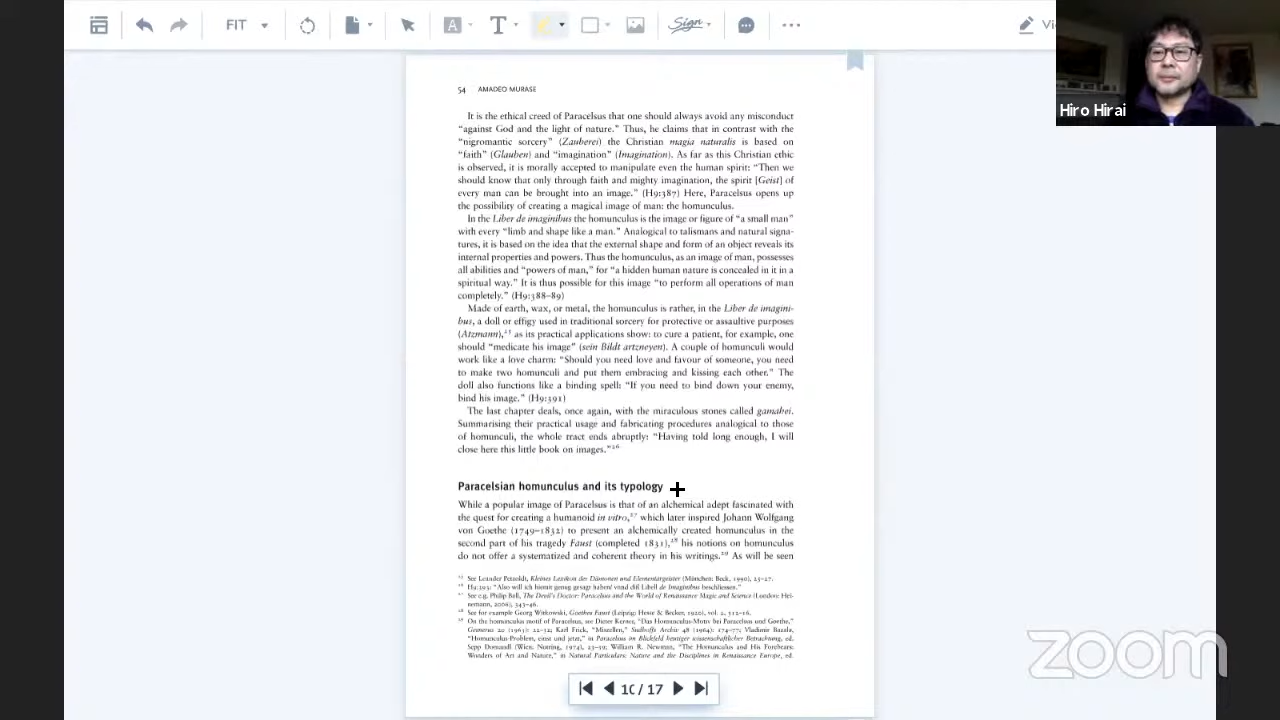 FIT
A
T
Sign
Vi
Hiro Hirai
54 AMADEO MURASE
It is the ethical creed of Paracelsus that one should always avoid any misconduct
“against God and the light of nature.” Thus, he claims that in contrast with the
“nigromantic sorcery” (Zauberei) the Christian magia naturalis is based on
“faith” (Glauben) and “imagination” (Imagination). As far as this Christian ethic
is observed, it is morally accepted to manipulate even the human spirit: “Then we
should know that only through faith and mighty imagination, the spirit [Geist] of
every man can be brought into an image.” (H9:387) Here, Paracelsus opens up
the possibility of creating a magical image of man: the homunculus.
In the Liber de imaginibus the homunculus is the image or figure of “a small man”
with every “limb and shape like a man.” Analogical to talismans and natural signa-
tures, it is based on the idea that the external shape and form of an object reveals its
internal properties and powers. Thus the homunculus, as an image of man, possesses
all abilities and “powers of man,” for “a hidden human nature is concealed in it in a
spiritual way.” It is thus possible for this image “to perform all operations of man
completely.” (H9:388–89)
Made of earth, wax, or metal, the homunculus is rather, in the Liber de imagini-
bus, a doll or effigy used in traditional sorcery for protective or assaultive purposes
(Atzmann),25 as its practical applications show: to cure a patient, for example, one
should “medicate his image” (sein Bildt artzneyen). A couple of homunculi would
work like a love charm: “Should you need love and favour of someone, you need
to make two homunculi and put them embracing and kissing each other.” The
doll also functions like a binding spell: “If you need to bind down your enemy,
bind his image.” (H9:391)
The last chapter deals, once again, with the miraculous stones called gamahei.
Summarising their practical usage and fabricating procedures analogical to those
of homunculi, the whole tract ends abruptly: “Having told long enough, I will
close here this little book on images.”26
Paracelsian homunculus and its typology
While a popular image of Paracelsus is that of an alchemical adept fascinated with
the quest for creating a humanoid in vitro,27 which later inspired Johann Wolfgang
von Goethe (1749–1832) to present an alchemically created homunculus in the
second part of his tragedy Faust (completed 1831),28 his notions on homunculus
do not offer a systematized and coherent theory in his writings.29 As will be seen
25 See Leander Petzoldt, Kleines Lexikon der Dämonen und Elementargeister (München: Beck, 1990), 25–27.
26 “Also will ich hiemit genug gesagt haben/ vnnd diß Libell de Imaginibus beschliessen.”
27 See e.g. Philip Ball, The Devil's Doctor: Paracelsus and the World of Renaissance Magic and Science (London: Hei-
nemann, 2006), 343–46.
28 See for example Georg Witkowski, Goethes Faust (Leipzig: Hesse & Becker, 1920), vol. 2,
29 On the homunculus motif of Paracelsus, see Dieter Kerner, “Das Homunculus-Motiv bei Paracelsus und Goethe,”
20 (1963): 22–32; Karl Frick, “Miszellen,” Sudhoffs Archiv 48 (1964): 174–77; Vladimir
“Homunculus-Problem, einst und jetzt,” in Paracelsus im Blickfeld heutiger wissenschaftlicher Betrachtung, ed.
Sepp Domandl (Wien: Notring, 1974), William R. Newman, “The Homunculus and His Forebears:
Wonders of Art and Nature,” in Natural Particulars: Nature and the Disciplines in Renaissance Europe, ed.
10 / 17
zoom